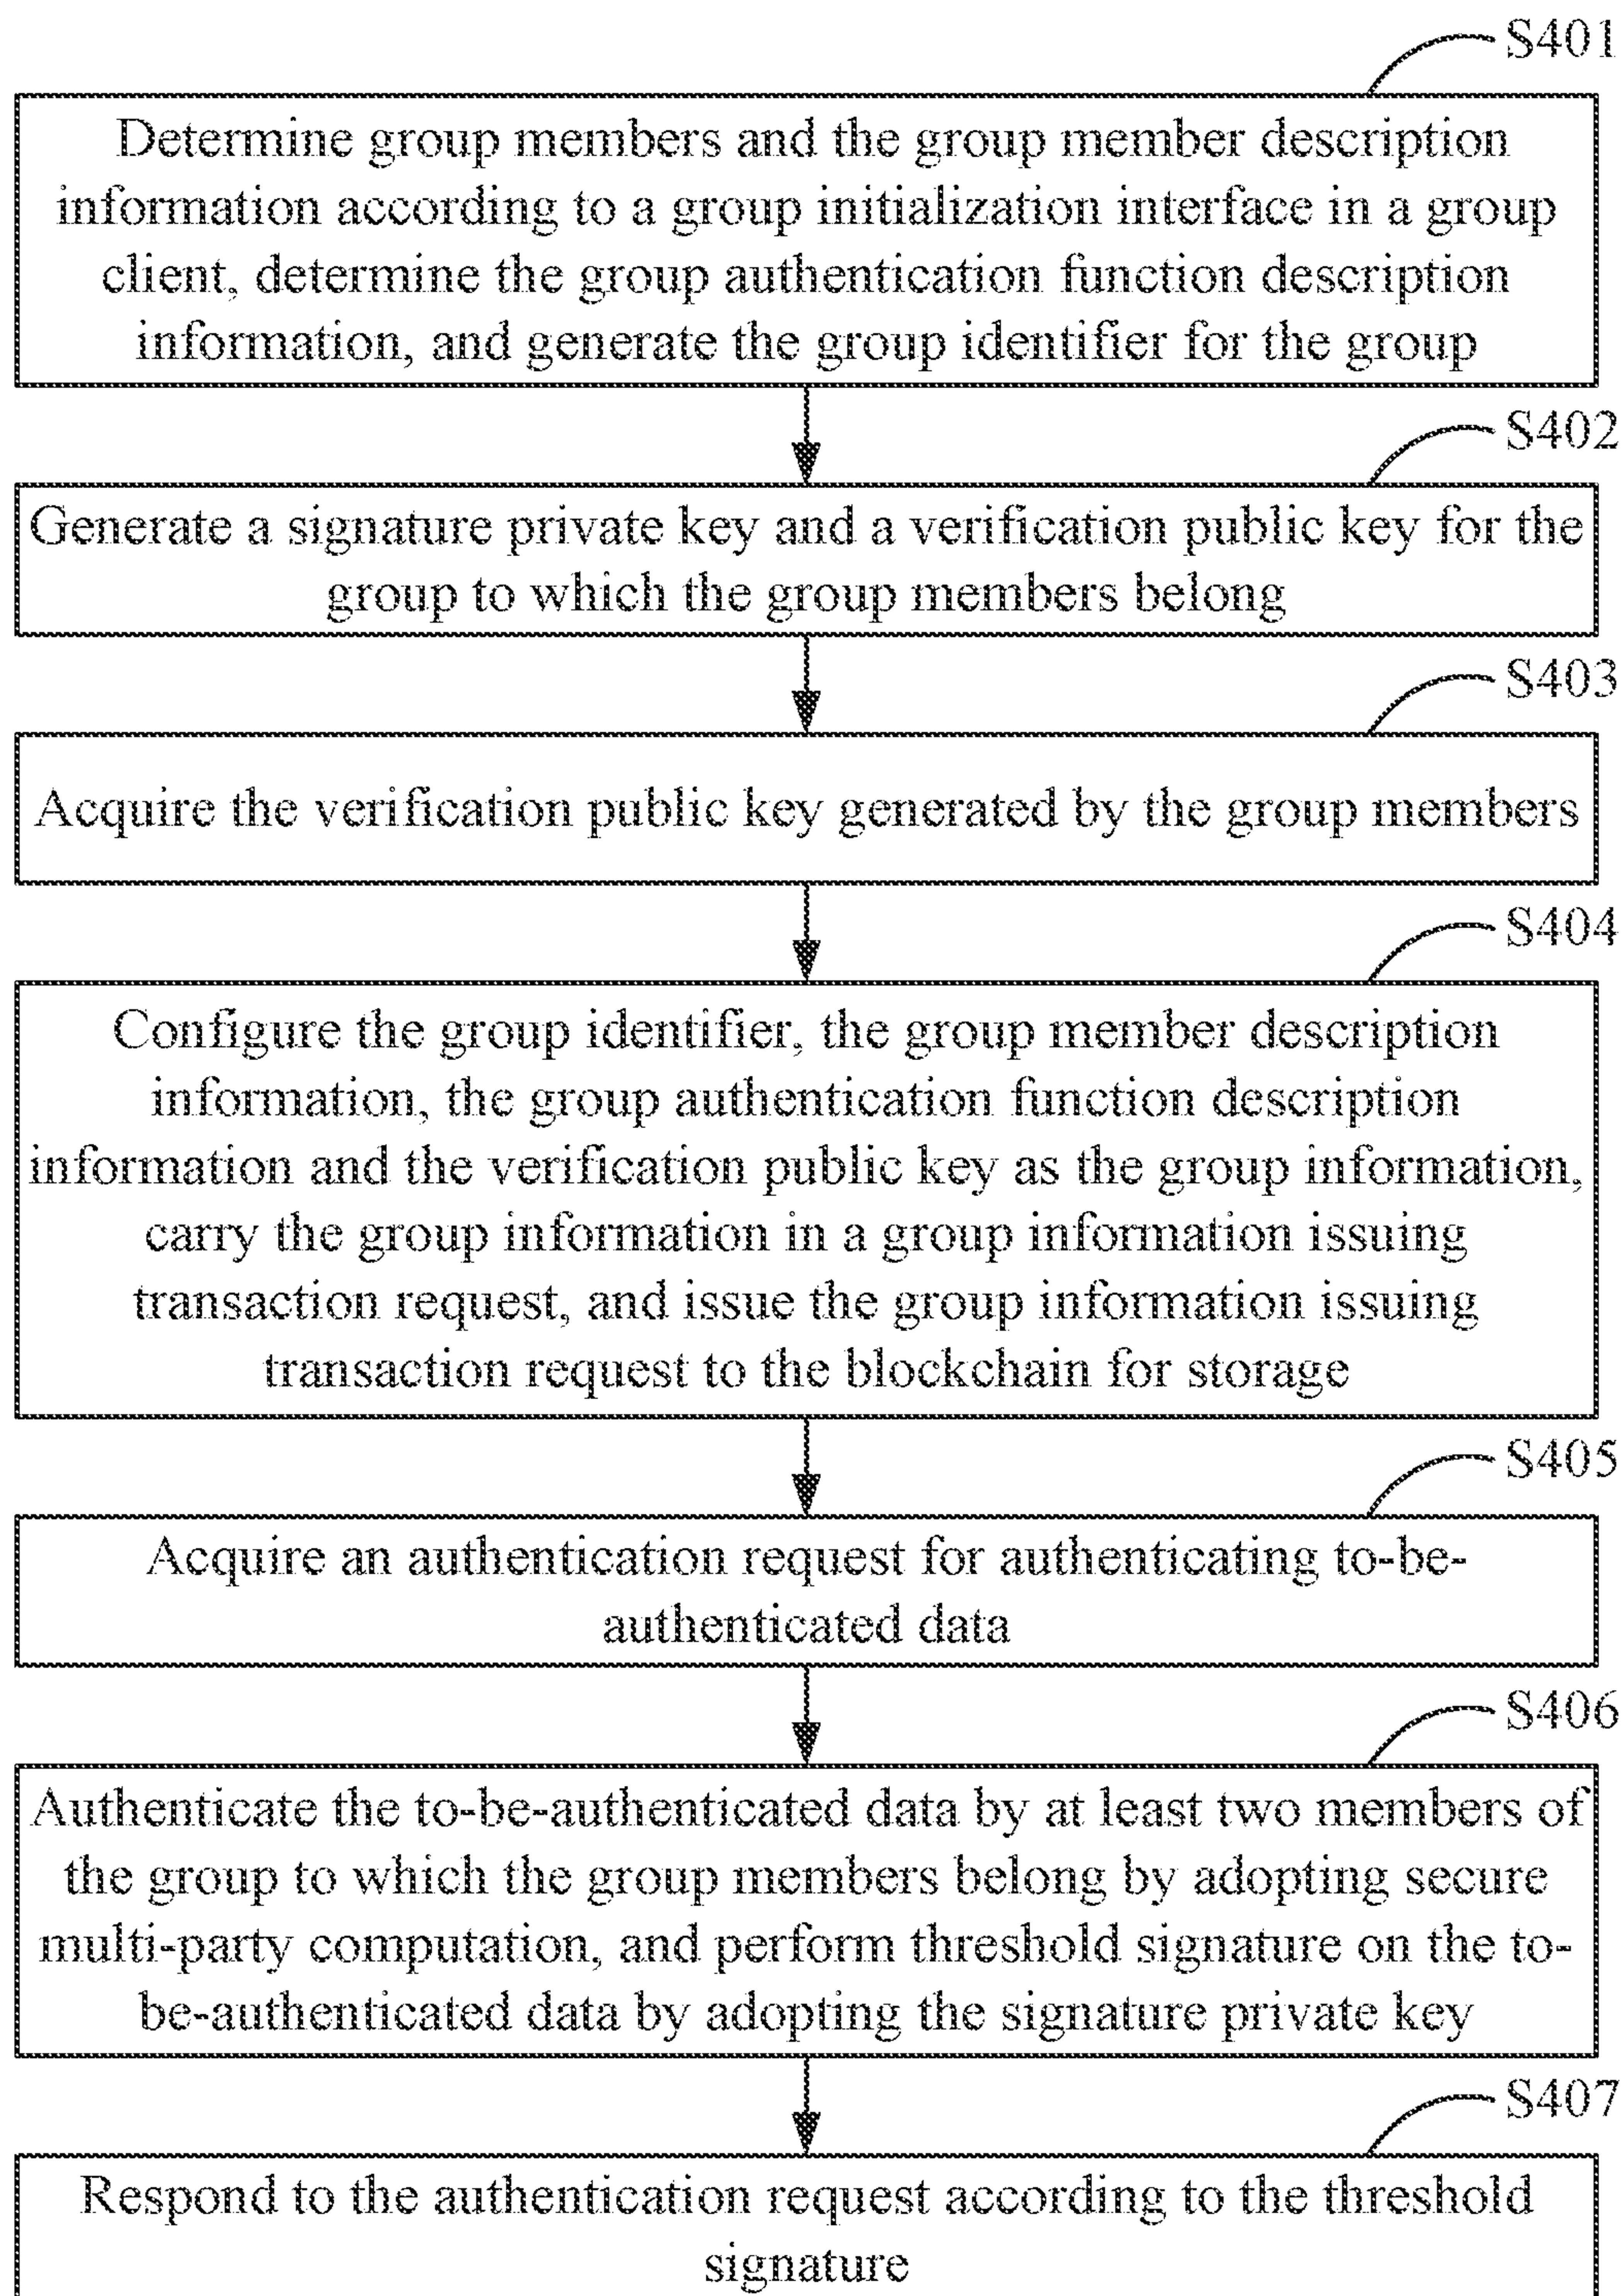 S401
Determine group members and the group member description
information according to a group initialization interface in a group
client, determine the group authentication function description
information, and generate the group identifier for the group
S402
Generate a signature private key and a verification public key for the
group to which the group members belong
S403
Acquire the verification public key generated by the group members
S404
Configure the group identifier, the group member description
information, the group authentication function description
information and the verification public key as the group information,
carry the group information in a group information issuing
transaction request, and issue the group information issuing
transaction request to the blockchain for storage
S405
Acquire an authentication request for authenticating to-be-
authenticated data
S406
Authenticate the to-be-authenticated data by at least two members of
the group to which the group members belong by adopting secure
multi-party computation, and perform threshold signature on the to-
be-authenticated data by adopting the signature private key
S407
Respond to the authentication request according to the threshold
signature